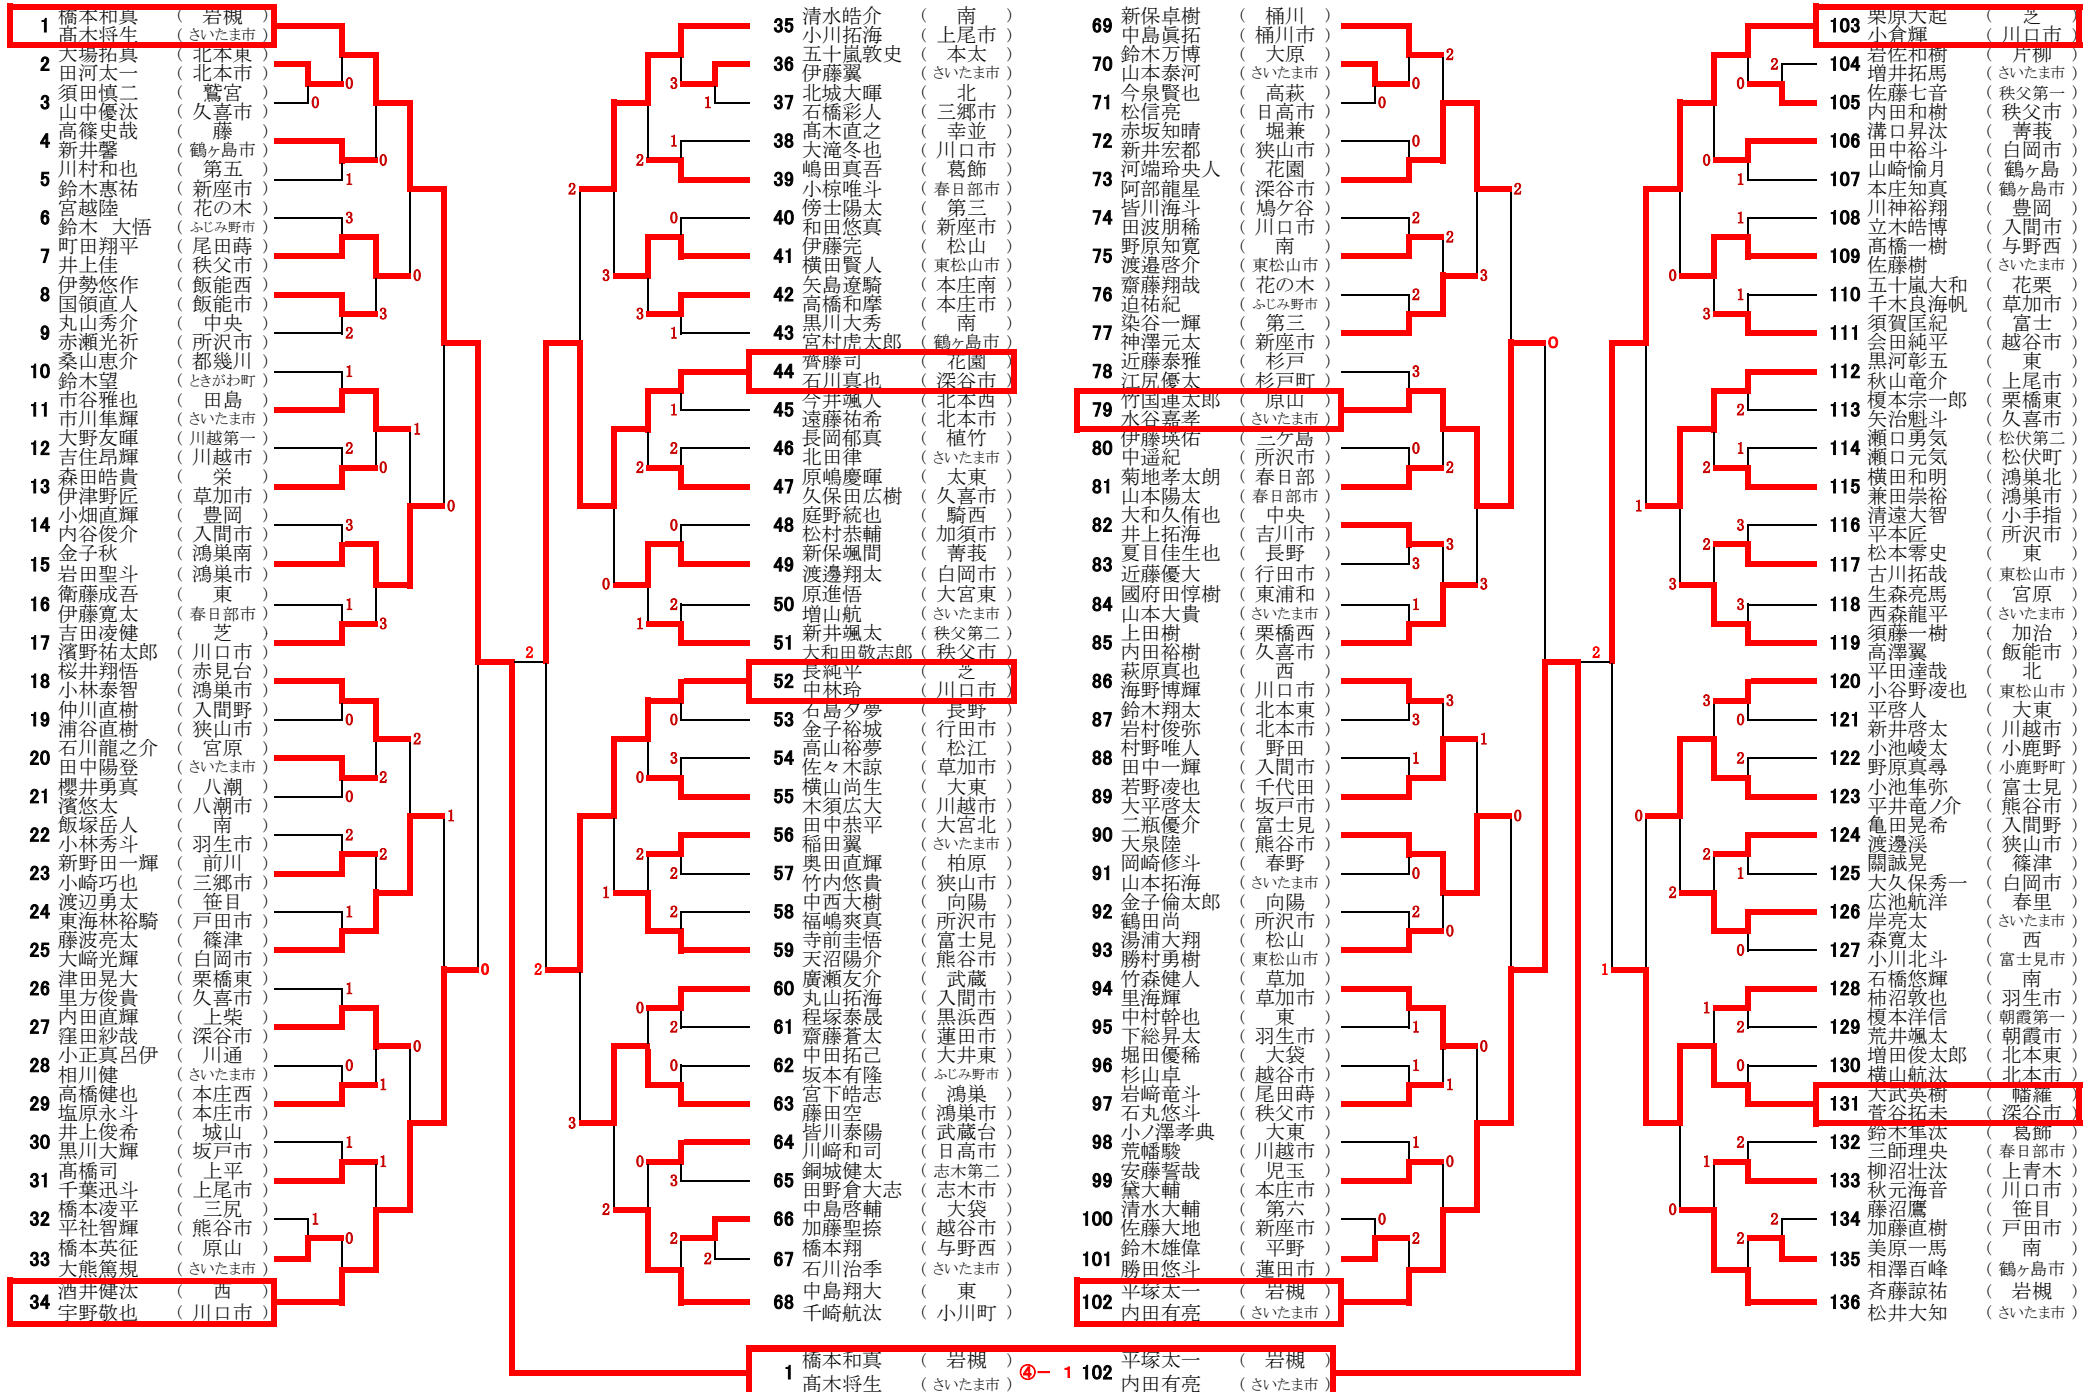 1 橋本和真 （ 岩槻 ）
髙木将生 （さいたま市）
2 大場拓真 （ 北本東 ）
田河太一 （ 北本市 ）
3 須田慎二 （ 鷲宮 ）
山中優汰 （ 久喜市 ）
4 高篠史哉 （ 藤 ）
新井馨 （ 鶴ヶ島市 ）
5 川村和也 （ 第五 ）
鈴木惠祐 （ 新座市 ）
6 宮越陸 （ 花の木 ）
鈴木 大悟 （ふじみ野市）
7 町田翔平 （ 尾田蒔 ）
井上佳 （ 秩父市 ）
8 伊勢悠作 （ 飯能西 ）
国領直人 （ 飯能市 ）
9 丸山秀介 （ 中央 ）
赤瀬光祈 （ 所沢市 ）
10 桑山恵介 （ 都幾川 ）
鈴木望 （ときがわ町）
11 市谷雅也 （ 田島 ）
市川隼輝 （さいたま市）
12 大野友暉 （ 川越第一 ）
吉住昂輝 （ 川越市 ）
13 森田皓貴 （ 栄 ）
伊津野匠 （ 草加市 ）
14 小畑直輝 （ 豊岡 ）
内谷俊介 （ 入間市 ）
15 金子秋 （ 鴻巣南 ）
岩田聖斗 （ 鴻巣市 ）
16 衛藤成吾 （ 東 ）
伊藤寛太 （ 春日部市 ）
17 吉田凌健 （ 芝 ）
濱野祐太郎 （ 川口市 ）
18 桜井翔悟 （ 赤見台 ）
小林泰智 （ 鴻巣市 ）
19 仲川直樹 （ 入間野 ）
浦谷直樹 （ 狭山市 ）
20 石川龍之介 （ 宮原 ）
田中陽登 （さいたま市）
21 櫻井勇真 （ 八潮 ）
濱悠太 （ 八潮市 ）
22 飯塚岳人 （ 南 ）
小林秀斗 （ 羽生市 ）
23 新野田一輝 （ 前川 ）
小崎巧也 （ 三郷市 ）
24 渡辺勇太 （ 笹目 ）
東海林裕騎 （ 戸田市 ）
25 藤波亮太 （ 篠津 ）
大﨑光輝 （ 白岡市 ）
26 津田晃大 （ 栗橋東 ）
里方俊貴 （ 久喜市 ）
27 内田直輝 （ 上柴 ）
窪田紗哉 （ 深谷市 ）
28 小正真呂伊 （ 川通 ）
相川健 （さいたま市）
29 高橋健也 （ 本庄西 ）
塩原永斗 （ 本庄市 ）
30 井上俊希 （ 城山 ）
黒川大輝 （ 坂戸市 ）
31 髙橋司 （ 上平 ）
千葉迅斗 （ 上尾市 ）
32 橋本凌平 （ 三尻 ）
平社智輝 （ 熊谷市 ）
33 橋本英征 （ 原山 ）
大熊篤規 （さいたま市）
34 酒井健汰 （ 西 ）
宇野敬也 （ 川口市 ）
35 清水皓介 （ 南 ）
小川拓海 （ 上尾市 ）
36 五十嵐敦史 （ 本太 ）
伊藤翼 （さいたま市）
37 北城大暉 （ 北 ）
石橋彩人 （ 三郷市 ）
38 髙木直之 （ 幸並 ）
大滝冬也 （ 川口市 ）
39 嶋田真吾 （ 葛飾 ）
小椋唯斗 （ 春日部市 ）
40 傍士陽太 （ 第三 ）
和田悠真 （ 新座市 ）
41 伊藤完 （ 松山 ）
横田賢人 （ 東松山市 ）
42 矢島遼騎 （ 本庄南 ）
高橋和摩 （ 本庄市 ）
43 黒川大秀 （ 南 ）
宮村虎太郎 （ 鶴ヶ島市 ）
44 齊藤司 （ 花園 ）
石川真也 （ 深谷市 ）
45 今井颯人 （ 北本西 ）
遠藤祐希 （ 北本市 ）
46 長岡郁真 （ 植竹 ）
北田律 （さいたま市）
47 原嶋慶暉 （ 太東 ）
久保田広樹 （ 久喜市 ）
48 庭野統也 （ 騎西 ）
松村恭輔 （ 加須市 ）
49 新保颯間 （ 菁莪 ）
渡邊翔太 （ 白岡市 ）
50 原進悟 （ 大宮東 ）
増山航 （さいたま市）
51 新井颯太 （ 秩父第二 ）
大和田敬志郎 （ 秩父市 ）
52 長純平 （ 芝 ）
中林玲 （ 川口市 ）
53 石島夕夢 （ 長野 ）
金子裕城 （ 行田市 ）
54 高山裕夢 （ 松江 ）
佐々木諒 （ 草加市 ）
55 横山尚生 （ 大東 ）
木須広大 （ 川越市 ）
56 田中恭平 （ 大宮北 ）
稲田翼 （さいたま市）
57 奥田直輝 （ 柏原 ）
竹内悠貴 （ 狭山市 ）
58 中西大樹 （ 向陽 ）
福嶋爽真 （ 所沢市 ）
59 寺前圭悟 （ 富士見 ）
天沼陽介 （ 熊谷市 ）
60 廣瀬友介 （ 武蔵 ）
丸山拓海 （ 入間市 ）
61 程塚泰晟 （ 黒浜西 ）
齋藤蒼太 （ 蓮田市 ）
62 中田拓己 （ 大井東 ）
坂本有隆 （ふじみ野市）
63 宮下皓志 （ 鴻巣 ）
藤田空 （ 鴻巣市 ）
64 皆川泰陽 （ 武蔵台 ）
川﨑和司 （ 日高市 ）
65 銅城健太 （ 志木第二 ）
田野倉大志 （ 志木市 ）
66 中島啓輔 （ 大袋 ）
加藤聖捺 （ 越谷市 ）
67 橋本翔 （ 与野西 ）
石川治季 （さいたま市）
68 中島翔大 （ 東 ）
千崎航汰 （ 小川町 ）
69 新保卓樹 （ 桶川 ）
中島眞拓 （ 桶川市 ）
70 鈴木万博 （ 大原 ）
山本泰河 （さいたま市）
71 今泉賢也 （ 高萩 ）
松信亮 （ 日高市 ）
72 赤坂知晴 （ 堀兼 ）
新井宏都 （ 狭山市 ）
73 河端玲央人 （ 花園 ）
阿部龍星 （ 深谷市 ）
74 皆川海斗 （ 鳩ケ谷 ）
田波朋稀 （ 川口市 ）
75 野原知寛 （ 南 ）
渡邉啓介 （ 東松山市 ）
76 齋藤翔哉 （ 花の木 ）
迫祐紀 （ふじみ野市）
77 染谷一輝 （ 第三 ）
神澤元太 （ 新座市 ）
78 近藤泰雅 （ 杉戸 ）
江尻優太 （ 杉戸町 ）
79 竹国連太郎 （ 原山 ）
水谷嘉孝 （さいたま市）
80 伊藤瑛佑 （ 三ケ島 ）
中遥紀 （ 所沢市 ）
81 菊地孝太朗 （ 春日部 ）
山本陽太 （ 春日部市 ）
82 大和久侑也 （ 中央 ）
井上拓海 （ 吉川市 ）
83 夏目佳生也 （ 長野 ）
近藤優大 （ 行田市 ）
84 國府田惇樹 （ 東浦和 ）
山本大貴 （さいたま市）
85 上田樹 （ 栗橋西 ）
内田裕樹 （ 久喜市 ）
86 萩原真也 （ 西 ）
海野博輝 （ 川口市 ）
87 鈴木翔太 （ 北本東 ）
岩村俊弥 （ 北本市 ）
88 村野唯人 （ 野田 ）
田中一輝 （ 入間市 ）
89 若野凌也 （ 千代田 ）
大平啓太 （ 坂戸市 ）
90 二瓶優介 （ 富士見 ）
大泉陸 （ 熊谷市 ）
91 岡崎修斗 （ 春野 ）
山本拓海 （さいたま市）
92 金子倫太郎 （ 向陽 ）
鶴田尚 （ 所沢市 ）
93 湯浦大翔 （ 松山 ）
勝村勇樹 （ 東松山市 ）
94 竹森健人 （ 草加 ）
里海輝 （ 草加市 ）
95 中村幹也 （ 東 ）
下総昇太 （ 羽生市 ）
96 堀田優稀 （ 大袋 ）
杉山卓 （ 越谷市 ）
97 岩﨑竜斗 （ 尾田蒔 ）
石丸悠斗 （ 秩父市 ）
98 小ノ澤孝典 （ 大東 ）
荒幡駿 （ 川越市 ）
99 安藤誓哉 （ 児玉 ）
黛大輔 （ 本庄市 ）
100 清水大輔 （ 第六 ）
佐藤大地 （ 新座市 ）
101 鈴木雄偉 （ 平野 ）
勝田悠斗 （ 蓮田市 ）
102 平塚太一 （ 岩槻 ）
内田有亮 （さいたま市）
103 栗原大起 （ 芝 ）
小倉輝 （ 川口市 ）
104 岩佐和樹 （ 片柳 ）
増井拓馬 （さいたま市）
105 佐藤七音 （ 秩父第一 ）
内田和樹 （ 秩父市 ）
106 溝口昇汰 （ 菁莪 ）
田中裕斗 （ 白岡市 ）
107 山崎愉月 （ 鶴ヶ島 ）
本庄知真 （ 鶴ヶ島市 ）
108 川神裕翔 （ 豊岡 ）
立木皓博 （ 入間市 ）
109 髙橋一樹 （ 与野西 ）
佐藤樹 （さいたま市）
110 五十嵐大和 （ 花栗 ）
千木良海帆 （ 草加市 ）
111 須賀匡紀 （ 富士 ）
会田純平 （ 越谷市 ）
112 黒河彰五 （ 東 ）
秋山竜介 （ 上尾市 ）
113 榎本宗一郎 （ 栗橋東 ）
矢治魁斗 （ 久喜市 ）
114 瀬口勇気 （ 松伏第二 ）
瀬口元気 （ 松伏町 ）
115 横田和明 （ 鴻巣北 ）
兼田崇裕 （ 鴻巣市 ）
116 清遠大智 （ 小手指 ）
平本匠 （ 所沢市 ）
117 松本零史 （ 東 ）
古川拓哉 （ 東松山市 ）
118 生森亮馬 （ 宮原 ）
西森龍平 （さいたま市）
119 須藤一樹 （ 加治 ）
高澤翼 （ 飯能市 ）
120 平田達哉 （ 北 ）
小谷野凌也 （ 東松山市 ）
121 平啓人 （ 大東 ）
新井啓太 （ 川越市 ）
122 小池崚太 （ 小鹿野 ）
野原真尋 （ 小鹿野町 ）
123 小池隼弥 （ 富士見 ）
平井竜ノ介 （ 熊谷市 ）
124 亀田晃希 （ 入間野 ）
渡邊渓 （ 狭山市 ）
125 關誠晃 （ 篠津 ）
大久保秀一 （ 白岡市 ）
126 広池航洋 （ 春里 ）
岸亮太 （さいたま市）
127 森寛太 （ 西 ）
小川北斗 （ 富士見市 ）
128 石橋悠輝 （ 南 ）
柿沼敦也 （ 羽生市 ）
129 榎本洋信 （ 朝霞第一 ）
荒井颯太 （ 朝霞市 ）
130 増田俊太郎 （ 北本東 ）
横山航汰 （ 北本市 ）
131 大武英樹 （ 幡羅 ）
菅谷拓未 （ 深谷市 ）
132 鈴木隼汰 （ 葛飾 ）
三師理央 （ 春日部市 ）
133 柳沼壮汰 （ 上青木 ）
秋元海音 （ 川口市 ）
134 藤沼鷹 （ 笹目 ）
加藤直樹 （ 戸田市 ）
135 美原一馬 （ 南 ）
相澤百峰 （ 鶴ヶ島市 ）
136 斉藤諒祐 （ 岩槻 ）
松井大知 （さいたま市）
1 橋本和真 （ 岩槻 ） ④－ 1 102 平塚太一 （ 岩槻 ）
髙木将生 （さいたま市） 内田有亮 （さいたま市）